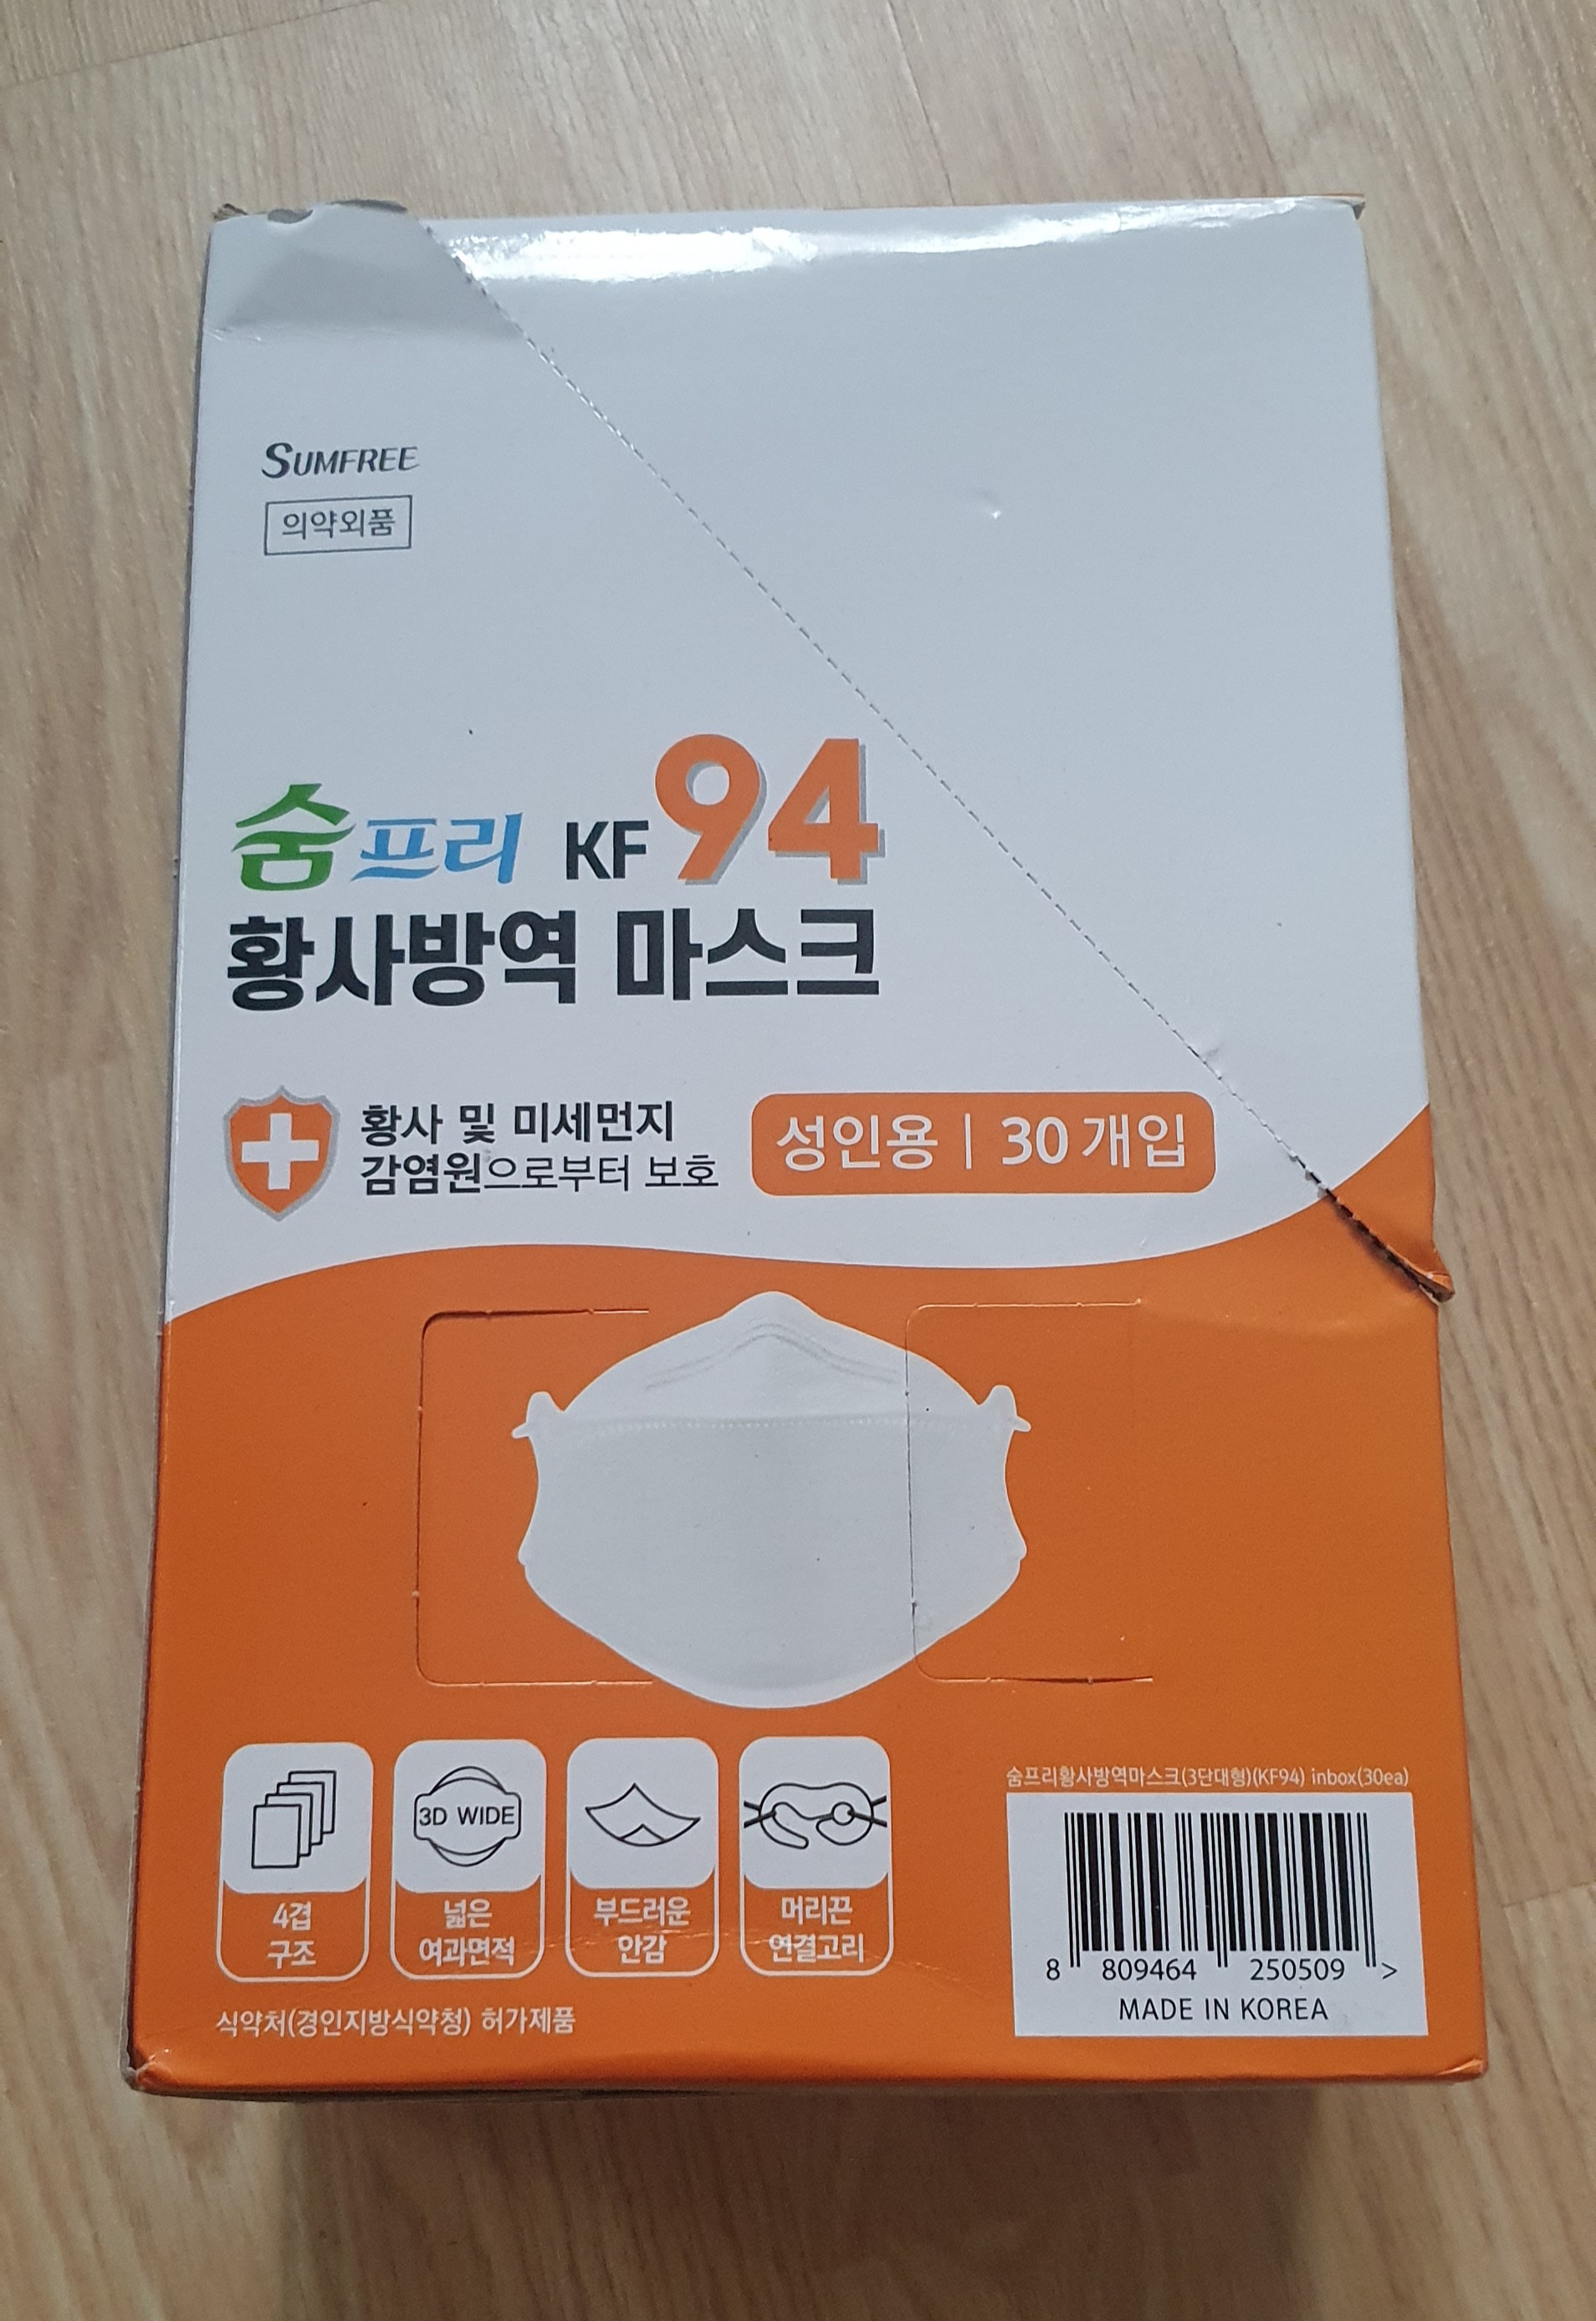 SUMFREE
의약외품
숨프리 KF94
황사방역 마스크
황사 및 미세먼지
감염원으로부터 보호
성인용 | 30개입
3D WIDE
4겹
구조
넓은
여과면적
부드러운
안감
머리끈
연결고리
식약처(경인지방식약청) 허가제품
숨프리황사방역마스크(3단대형)(KF94) inbox(30ea)
8 809464 250509 >
MADE IN KOREA